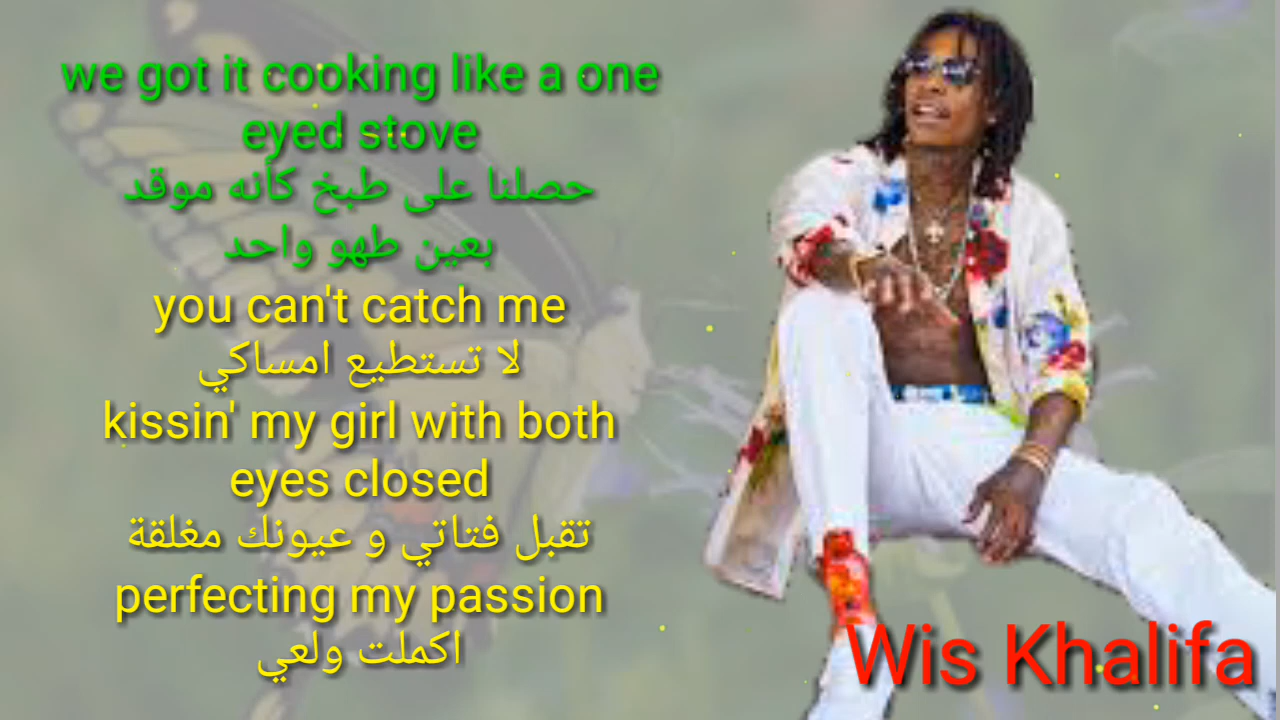 we got it cooking like a one
eyed stove
حصلنا على طبخ كأنه موقد
بعين طهو واحد
you can't catch me
لا تستطيع امساكي
kissin' my girl with both
eyes closed
تقبل فتاتي و عيونك مغلقة
perfecting my passion
اكملت ولعي
Wis Khalifa